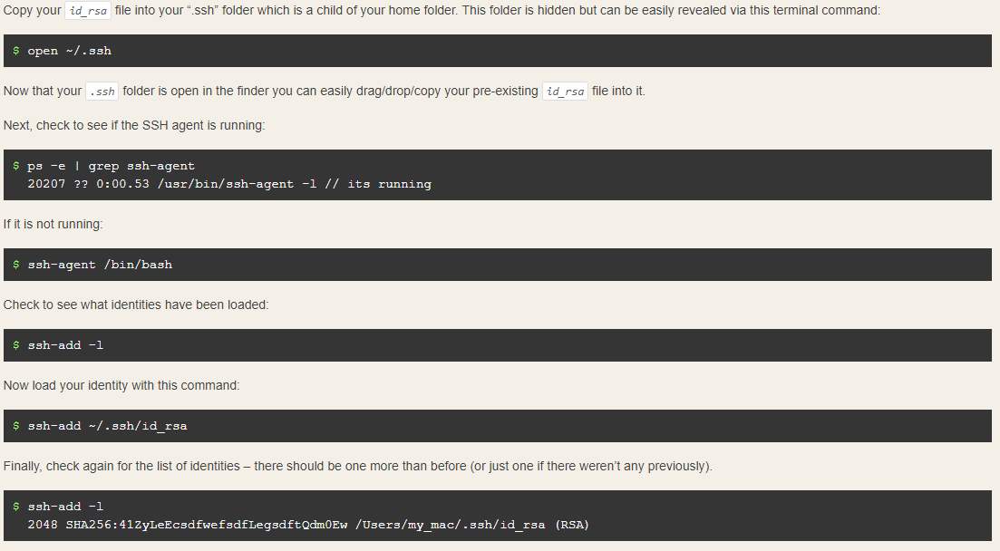 Copy your id_rsa file into your “.ssh” folder which is a child of your home folder. This folder is hidden but can be easily revealed via this terminal command:
$ open ~/.ssh
Now that your .ssh folder is open in the finder you can easily drag/drop/copy your pre-existing id_rsa file into it.
Next, check to see if the SSH agent is running:
$ ps -e | grep ssh-agent
20207 ?? 0:00.53 /usr/bin/ssh-agent -l // its running
If it is not running:
$ ssh-agent /bin/bash
Check to see what identities have been loaded:
$ ssh-add -l
Now load your identity with this command:
$ ssh-add ~/.ssh/id_rsa
Finally, check again for the list of identities – there should be one more than before (or just one if there weren’t any previously).
$ ssh-add -l
2048 SHA256:41ZyLeEcsdfwefsdfLegsdftQdm0Ew /Users/my_mac/.ssh/id_rsa (RSA)